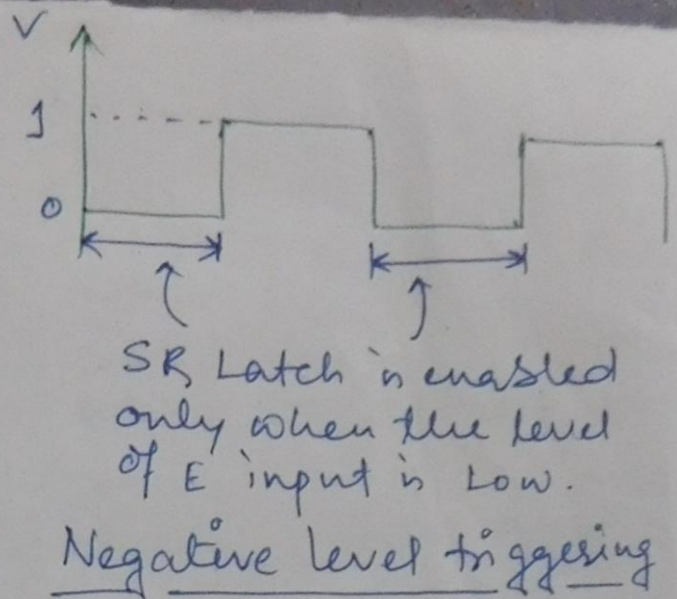 V
1
0
SR Latch is enabled
only when the level
of E input is Low.
Negative level triggering